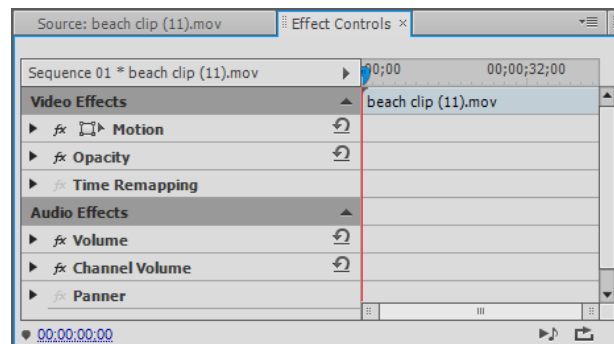 Source: beach clip (11).mov Effect Controls ×
Sequence 01 * beach clip (11).mov 00;00 00;00;32;00
Video Effects beach clip (11).mov
fx Motion
fx Opacity
fx Time Remapping
Audio Effects
fx Volume
fx Channel Volume
fx Panner
00;00;00;00